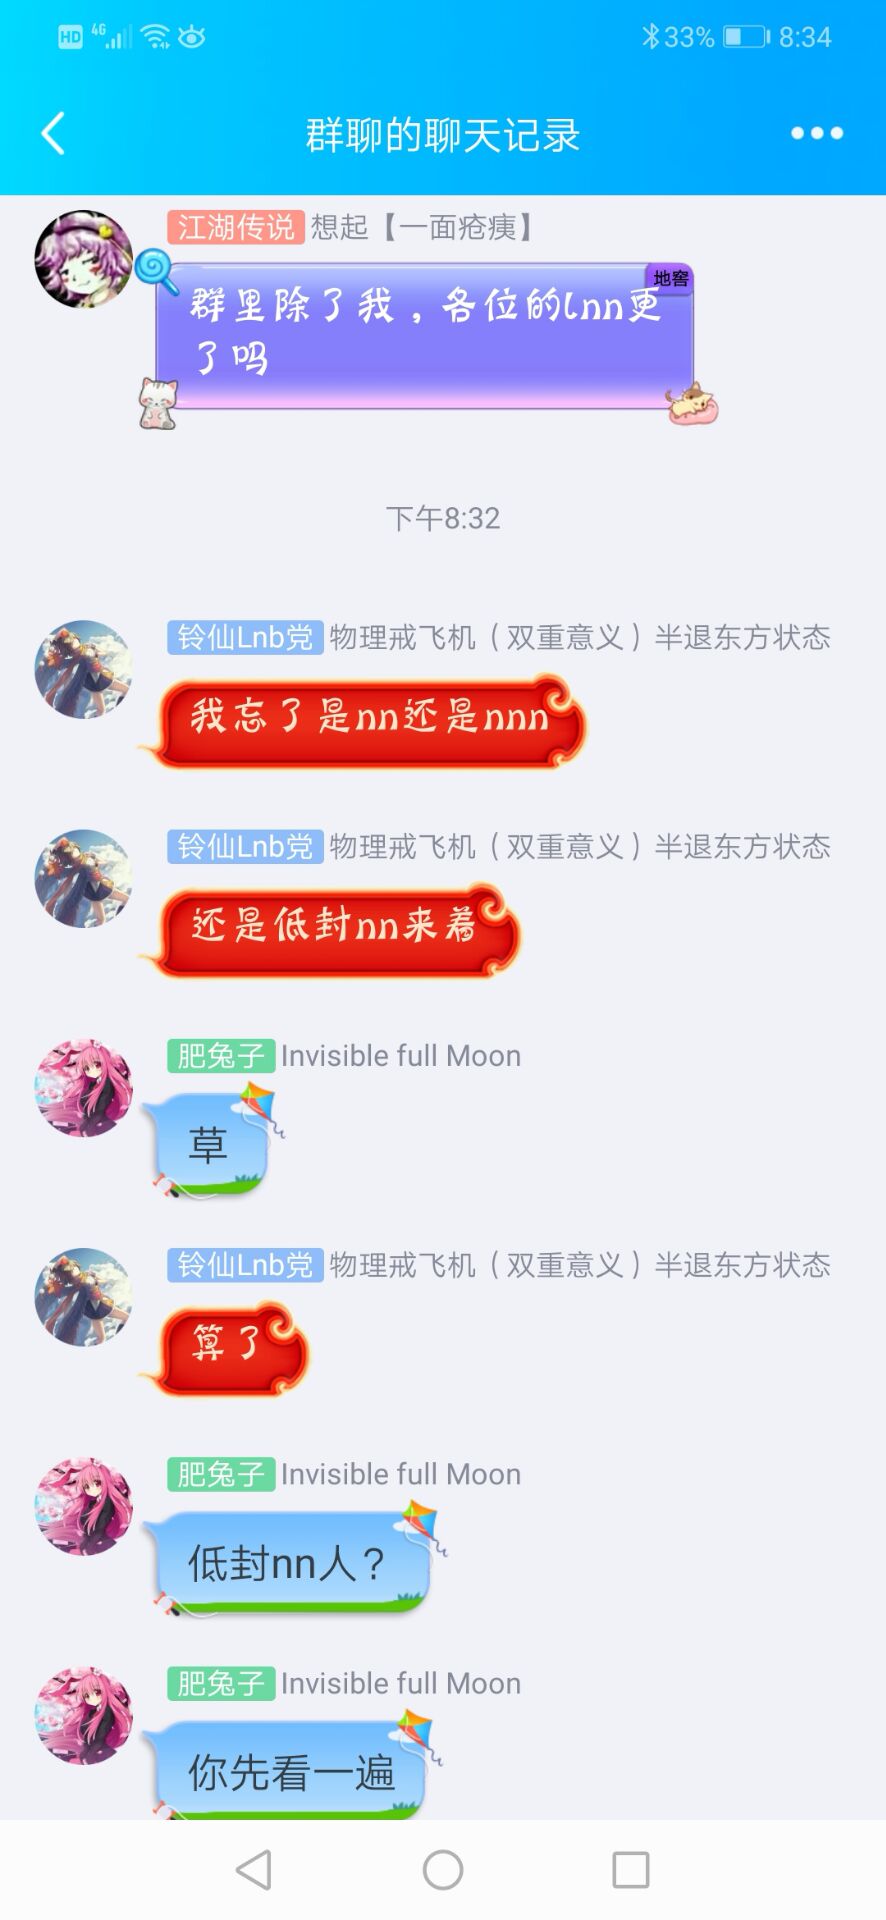 HD 4G 33% 8:34
群聊的聊天记录
江湖传说 想起【一面疮痍】
地窖
群里除了我，各位的lnn更
了吗
下午8:32
铃仙Lnb党 物理戒飞机（双重意义）半退东方状态
我忘了是nn还是nnn
铃仙Lnb党 物理戒飞机（双重意义）半退东方状态
还是低封nn来着
肥兔子 Invisible full Moon
草
铃仙Lnb党 物理戒飞机（双重意义）半退东方状态
算了
肥兔子 Invisible full Moon
低封nn人？
肥兔子 Invisible full Moon
你先看一遍